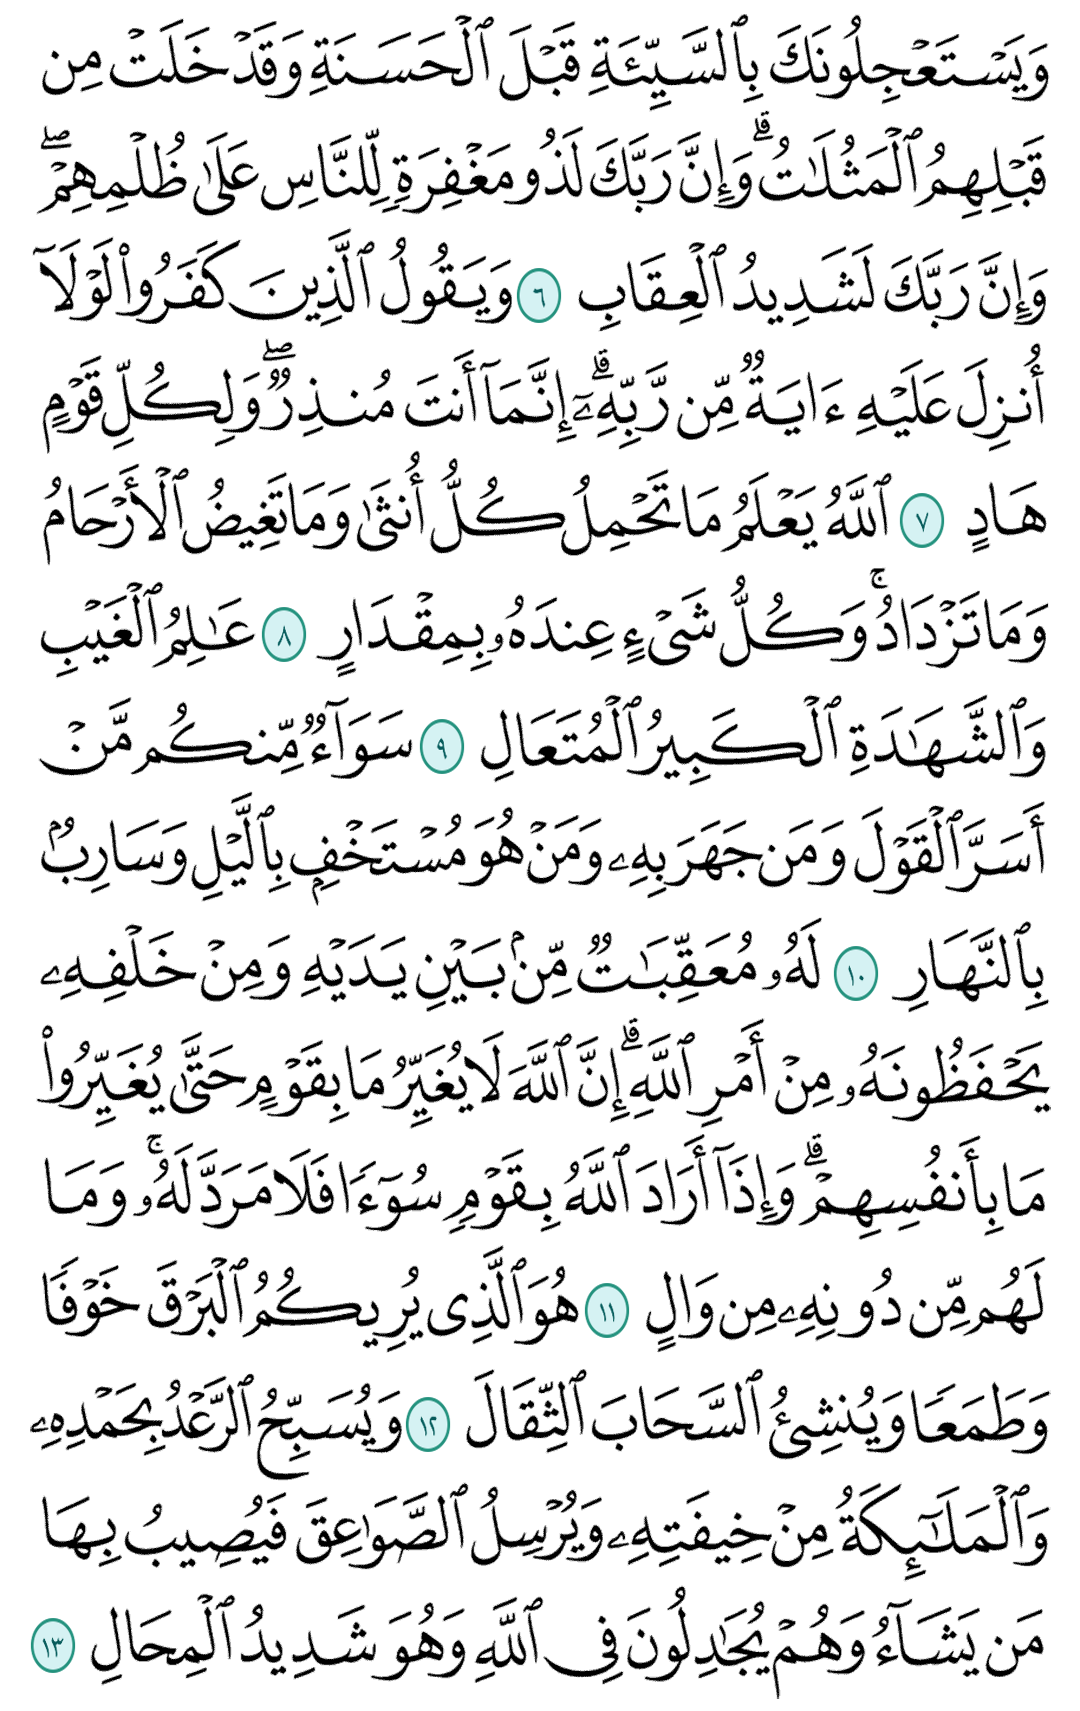 وَيَسۡتَعۡجِلُونَكَ بِٱلسَّيِّئَةِ قَبۡلَ ٱلۡحَسَنَةِ وَقَدۡ خَلَتۡ مِن
قَبۡلِهِمُ ٱلۡمَثُلَٰتُۗ وَإِنَّ رَبَّكَ لَذُو مَغۡفِرَةٖ لِّلنَّاسِ عَلَىٰ ظُلۡمِهِمۡۖ
وَإِنَّ رَبَّكَ لَشَدِيدُ ٱلۡعِقَابِ ٦ وَيَقُولُ ٱلَّذِينَ كَفَرُواْ لَوۡلَآ
أُنزِلَ عَلَيۡهِ ءَايَةٞ مِّن رَّبِّهِۦٓۗ إِنَّمَآ أَنتَ مُنذِرٞۖ وَلِكُلِّ قَوۡمٍ
هَادٍ ٧ ٱللَّهُ يَعۡلَمُ مَا تَحۡمِلُ كُلُّ أُنثَىٰ وَمَا تَغِيضُ ٱلۡأَرۡحَامُ
وَمَا تَزۡدَادُۚ وَكُلُّ شَيۡءٍ عِندَهُۥ بِمِقۡدَارٍ ٨ عَٰلِمُ ٱلۡغَيۡبِ
وَٱلشَّهَٰدَةِ ٱلۡكَبِيرُ ٱلۡمُتَعَالِ ٩ سَوَآءٞ مِّنكُم مَّنۡ
أَسَرَّ ٱلۡقَوۡلَ وَمَن جَهَرَ بِهِۦ وَمَنۡ هُوَ مُسۡتَخۡفِۭ بِٱلَّيۡلِ وَسَارِبُۢ
بِٱلنَّهَارِ ١٠ لَهُۥ مُعَقِّبَٰتٞ مِّنۢ بَيۡنِ يَدَيۡهِ وَمِنۡ خَلۡفِهِۦ
يَحۡفَظُونَهُۥ مِنۡ أَمۡرِ ٱللَّهِۗ إِنَّ ٱللَّهَ لَا يُغَيِّرُ مَا بِقَوۡمٍ حَتَّىٰ يُغَيِّرُواْ
مَا بِأَنفُسِهِمۡۗ وَإِذَآ أَرَادَ ٱللَّهُ بِقَوۡمٖ سُوٓءٗا فَلَا مَرَدَّ لَهُۥۚ وَمَا
لَهُم مِّن دُونِهِۦ مِن وَالٍ ١١ هُوَ ٱلَّذِي يُرِيكُمُ ٱلۡبَرۡقَ خَوۡفٗا
وَطَمَعٗا وَيُنشِئُ ٱلسَّحَابَ ٱلثِّقَالَ ١٢ وَيُسَبِّحُ ٱلرَّعۡدُ بِحَمۡدِهِۦ
وَٱلۡمَلَٰٓئِكَةُ مِنۡ خِيفَتِهِۦ وَيُرۡسِلُ ٱلصَّوَٰعِقَ فَيُصِيبُ بِهَا
مَن يَشَآءُ وَهُمۡ يُجَٰدِلُونَ فِي ٱللَّهِ وَهُوَ شَدِيدُ ٱلۡمِحَالِ ١٣